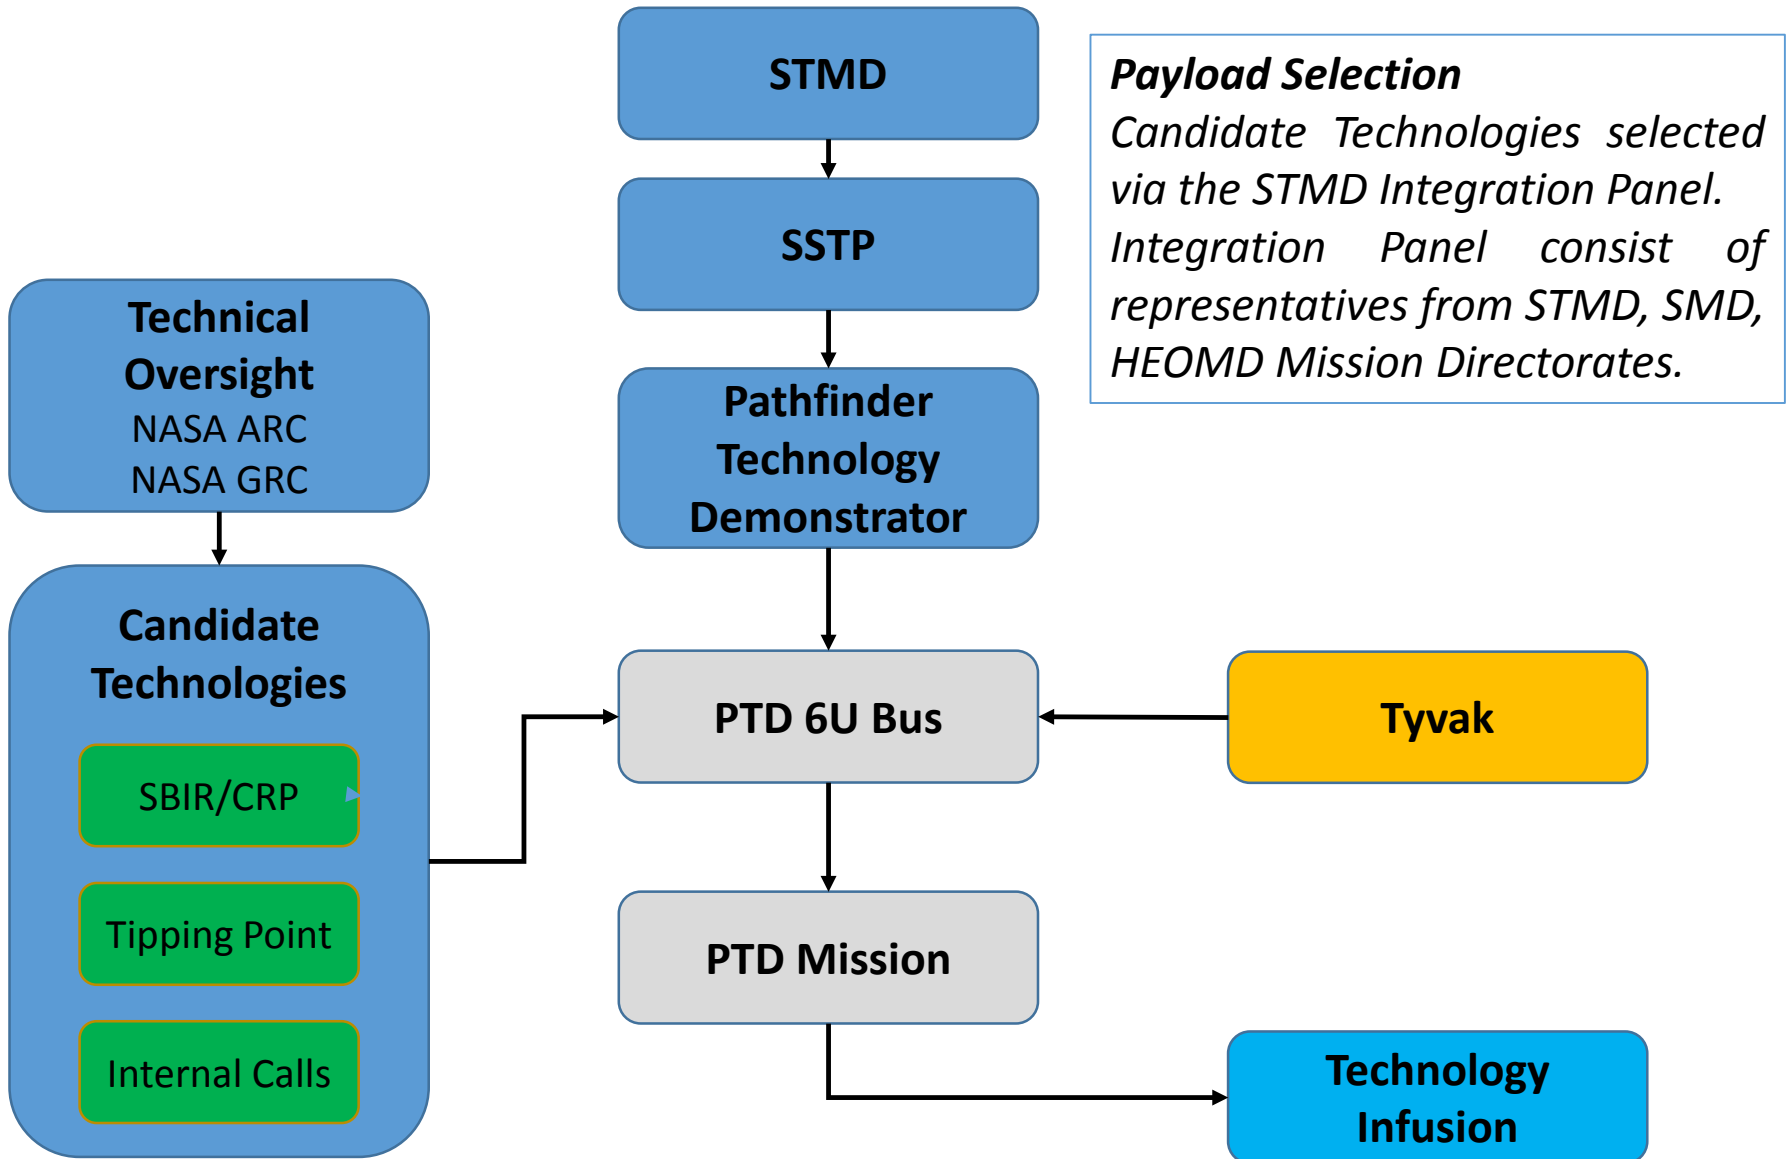 STMD
SSTP
Pathfinder
Technology
Demonstrator
Payload Selection
Candidate Technologies selected
via the STMD Integration Panel.
Integration Panel consist of
representatives from STMD, SMD,
HEOMD Mission Directorates.
Technical
Oversight
NASA ARC
NASA GRC
Candidate
Technologies
SBIR/CRP
Tipping Point
Internal Calls
PTD 6U Bus
Tyvak
PTD Mission
Technology
Infusion